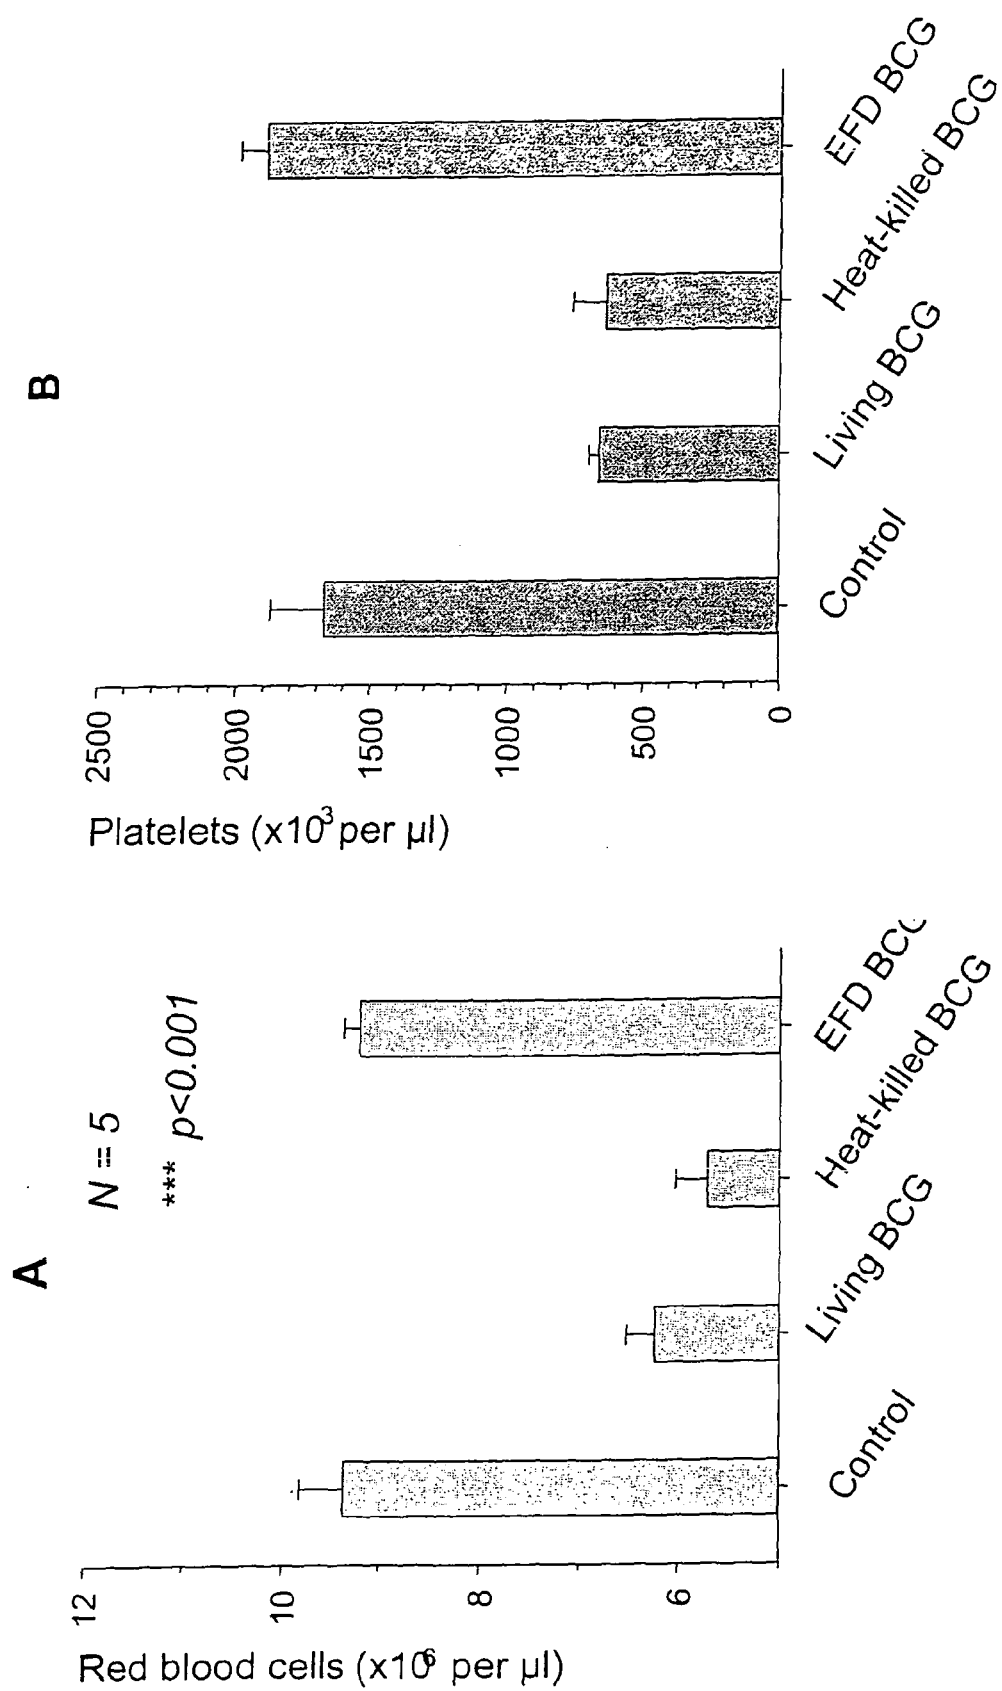 A
N = 5
*** p<0.001
Red blood cells (x10⁶ per µl)
12
10
8
6
Control
Living BCG
Heat-killed BCG
EFD
B
Platelets (x10³ per µl)
2500
2000
1500
1000
500
0
Control
Living BCG
Heat-killed BCG
EFD BCG